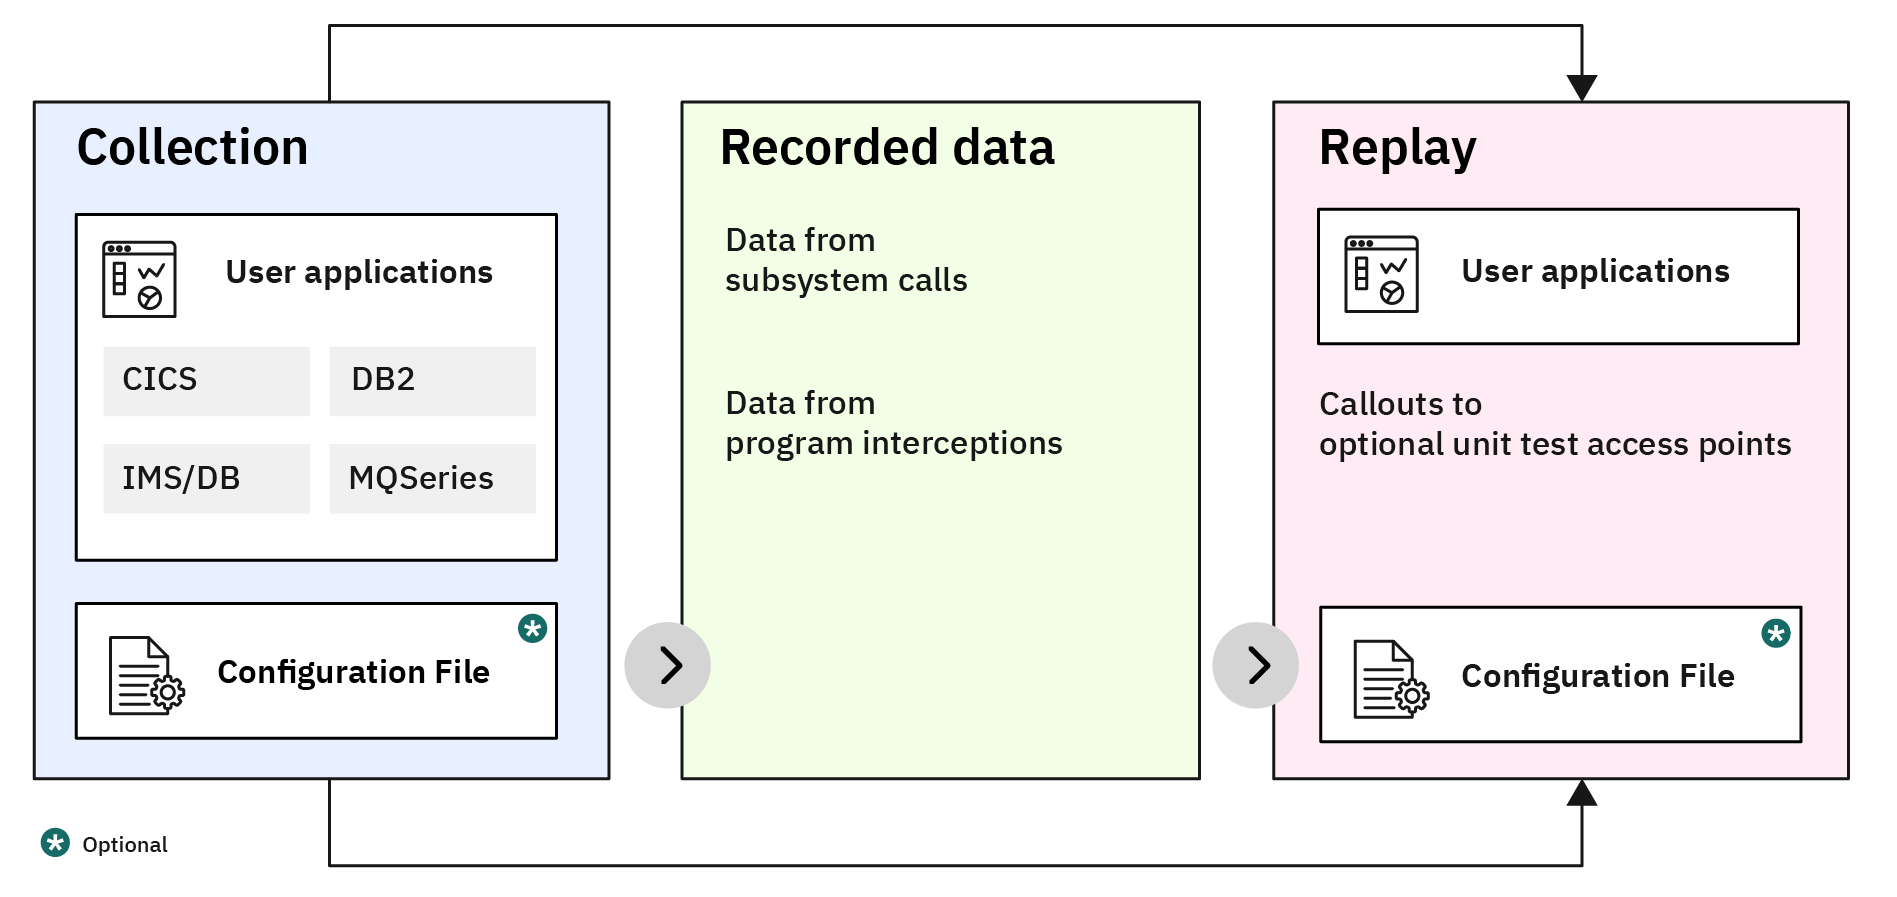 Collection
User applications
CICS
DB2
IMS/DB
MQSeries
Configuration File
*
Recorded data
Data from
subsystem calls
Data from
program interceptions
Replay
User applications
Callouts to
optional unit test access points
Configuration File
*
* Optional